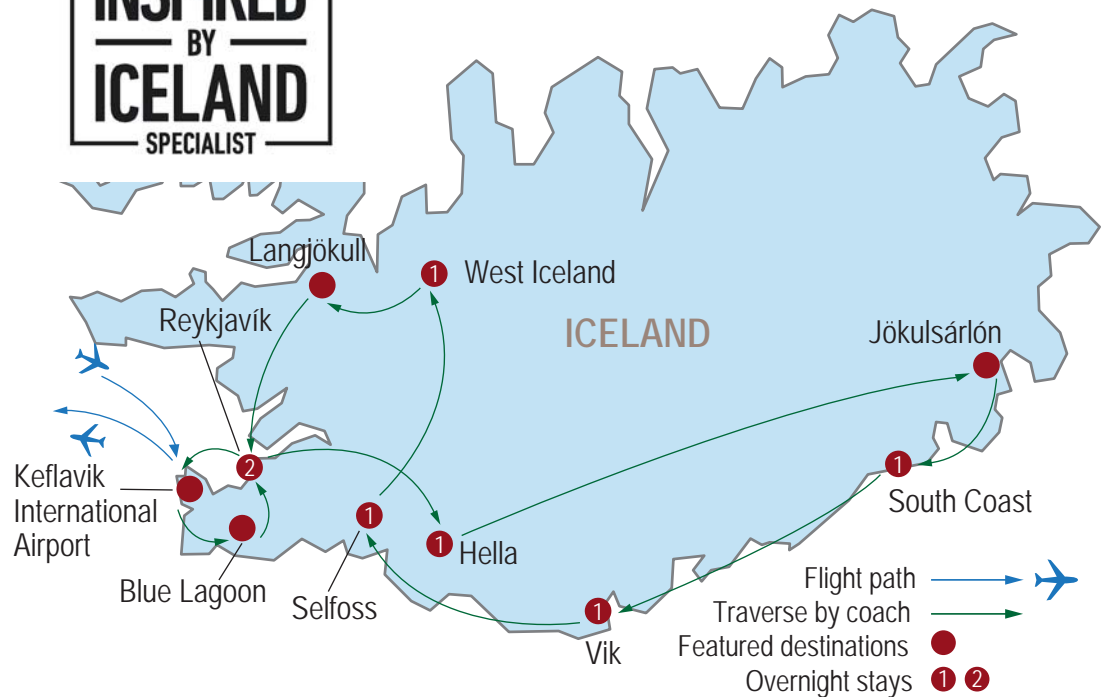 INSPIRED
BY
ICELAND
SPECIALIST
Langjökull
1
West Iceland
Reykjavík
ICELAND
Jökulsárlón
2
Keflavik
International
Airport
1
South Coast
1
1
Hella
Blue Lagoon
Selfoss
1
Vik
Flight path
Traverse by coach
Featured destinations
Overnight stays 1 2